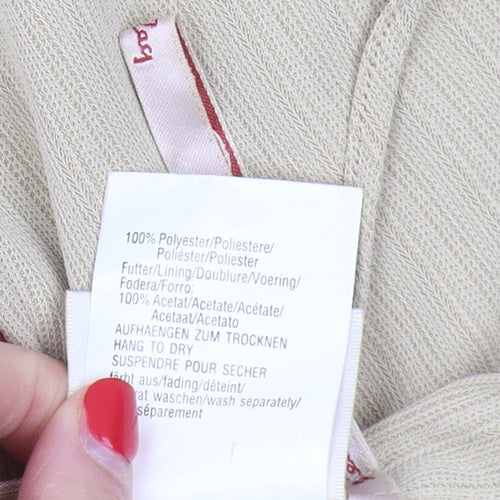 100% Polyester/Poliestere/
Poliéster/Poliester
Futter/Lining/Doublure/Voering/
Fodera/Forro:
100% Acetat/Acetate/Acétate/
Acetaat/Acetato
AUFHAENGEN ZUM TROCKNEN
HANG TO DRY
SUSPENDRE POUR SECHER
färbt aus/fading/déteint/
waschen/wash separately/
séparement